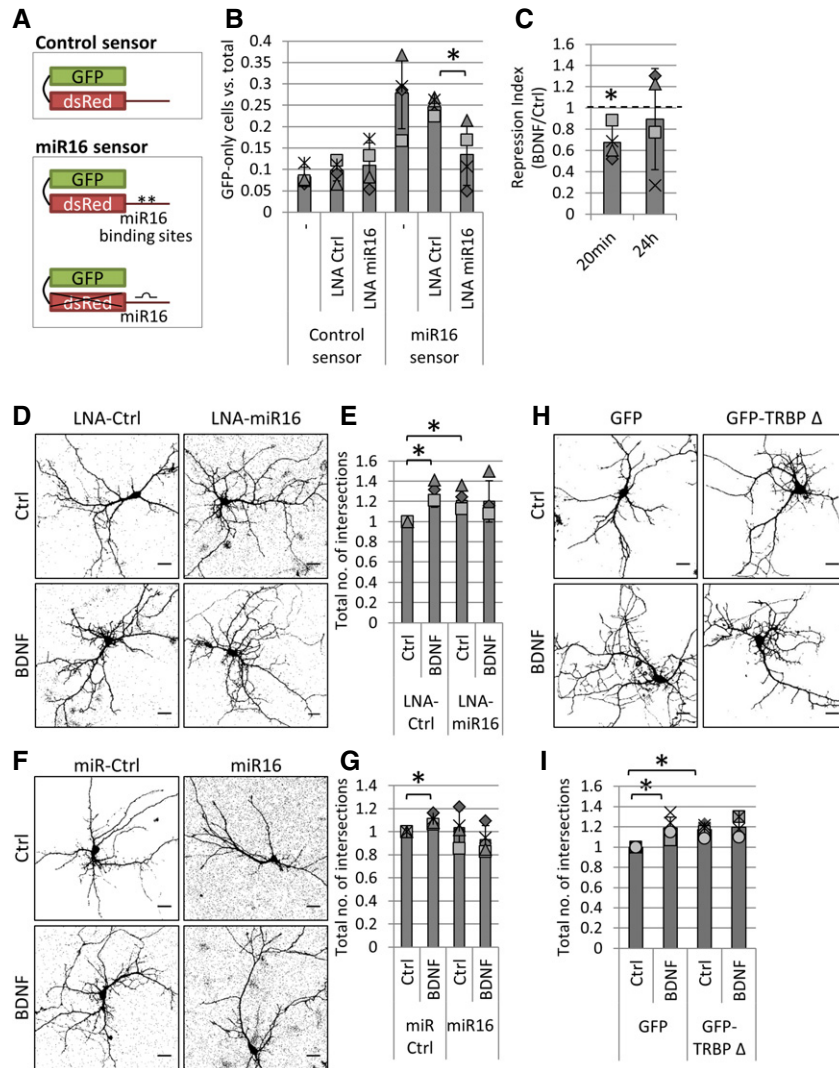 A
Control sensor
GFP
dsRed
miR16 sensor
GFP
dsRed
**
miR16
binding sites
GFP
dsRed
miR16
B
GFP-only cells vs. total
0.4
0.35
0.3
0.25
0.2
0.15
0.1
0.05
0
*
-
LNA Ctrl
LNA miR16
-
LNA Ctrl
LNA miR16
Control
sensor
miR16
sensor
C
Repression Index
(BDNF/Ctrl)
1.6
1.4
1.2
1
0.8
0.6
0.4
0.2
0
*
20min
24h
D
LNA-Ctrl
LNA-miR16
Ctrl
BDNF
E
Total no. of intersections
1.6
1.4
1.2
1
0.8
0.6
0.4
0.2
0
*
*
Ctrl
BDNF
Ctrl
BDNF
LNA-
Ctrl
LNA-
miR16
H
GFP
GFP-TRBP Δ
Ctrl
BDNF
F
miR-Ctrl
miR16
Ctrl
BDNF
G
Total no. of intersections
1.4
1.2
1
0.8
0.6
0.4
0.2
0
*
Ctrl
BDNF
Ctrl
BDNF
miR
Ctrl
miR16
I
Total no. of intersections
1.6
1.4
1.2
1
0.8
0.6
0.4
0.2
0
*
*
Ctrl
BDNF
Ctrl
BDNF
GFP
GFP-
TRBP Δ